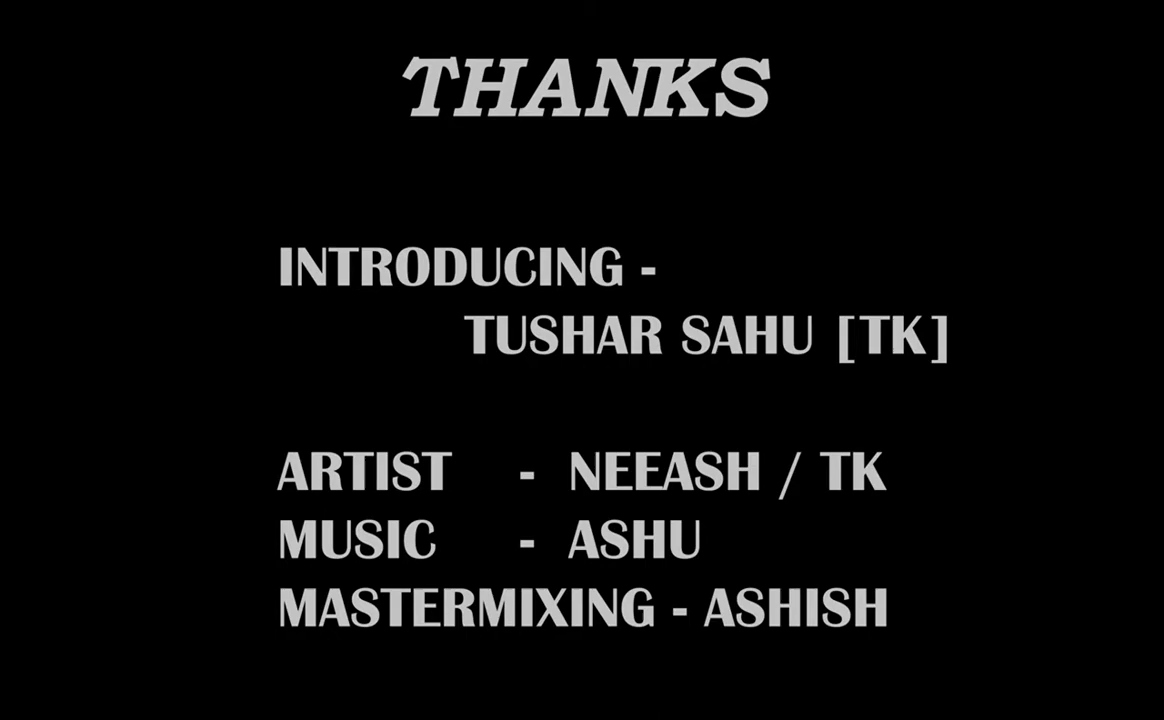 THANKS
INTRODUCING -
TUSHAR SAHU [TK]
ARTIST - NEEASH / TK
MUSIC - ASHU
MASTERMIXING - ASHISH